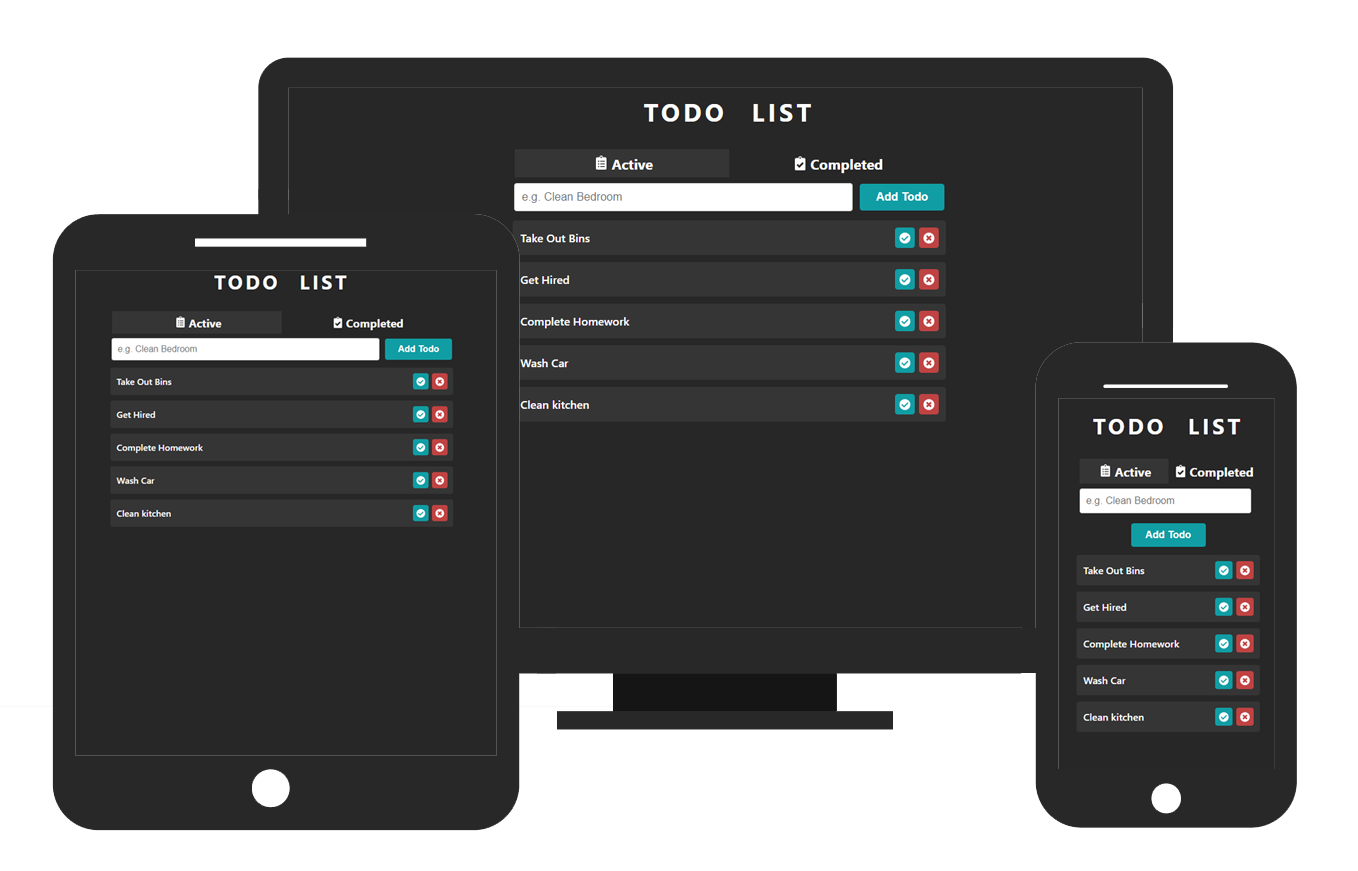 TODO LIST
Active Completed
e.g. Clean Bedroom Add Todo
Take Out Bins
Get Hired
Complete Homework
Wash Car
Clean kitchen
TODO LIST
Active Completed
e.g. Clean Bedroom Add Todo
Take Out Bins
Get Hired
Complete Homework
Wash Car
Clean kitchen
TODO LIST
Active Completed
e.g. Clean Bedroom
Add Todo
Take Out Bins
Get Hired
Complete Homework
Wash Car
Clean kitchen